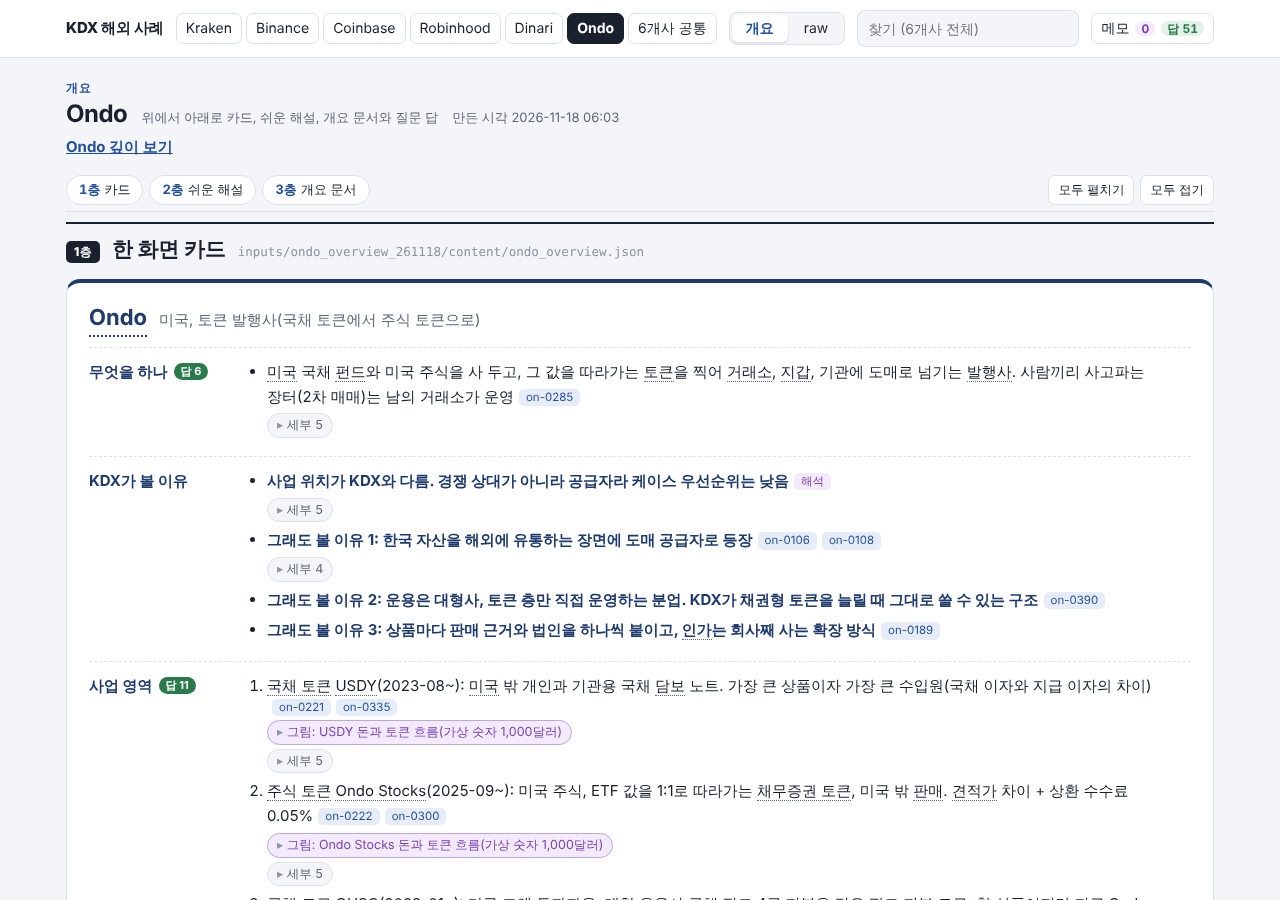 KDX 해외 사례 Kraken Binance Coinbase Robinhood Dinari Ondo 6개사 공통 개요 raw 찾기 (6개사 전체) 메모 0 답 51
개요
Ondo 위에서 아래로 카드, 쉬운 해설, 개요 문서와 질문 답 만든 시각 2026-11-18 06:03
Ondo 깊이 보기
1층 카드 2층 쉬운 해설 3층 개요 문서 모두 펼치기 모두 접기
1층 한 화면 카드 inputs/ondo_overview_261118/content/ondo_overview.json
Ondo 미국, 토큰 발행사(국채 토큰에서 주식 토큰으로)
무엇을 하나 답 6 • 미국 국채 펀드와 미국 주식을 사 두고, 그 값을 따라가는 토큰을 찍어 거래소, 지갑, 기관에 도매로 넘기는 발행사. 사람끼리 사고파는
장터(2차 매매)는 남의 거래소가 운영 on-0285
▸ 세부 5
KDX가 볼 이유 • 사업 위치가 KDX와 다름. 경쟁 상대가 아니라 공급자라 케이스 우선순위는 낮음 해석
▸ 세부 5
• 그래도 볼 이유 1: 한국 자산을 해외에 유통하는 장면에 도매 공급자로 등장 on-0106 on-0108
▸ 세부 4
• 그래도 볼 이유 2: 운용은 대형사, 토큰 층만 직접 운영하는 분업. KDX가 채권형 토큰을 늘릴 때 그대로 쓸 수 있는 구조 on-0390
• 그래도 볼 이유 3: 상품마다 판매 근거와 법인을 하나씩 붙이고, 인가는 회사째 사는 확장 방식 on-0189
사업 영역 답 11 1. 국채 토큰 USDY(2023-08~): 미국 밖 개인과 기관용 국채 담보 노트. 가장 큰 상품이자 가장 큰 수입원(국채 이자와 지급 이자의 차이)
on-0221 on-0335
▸ 그림: USDY 돈과 토큰 흐름(가상 숫자 1,000달러)
▸ 세부 5
2. 주식 토큰 Ondo Stocks(2025-09~): 미국 주식, ETF 값을 1:1로 따라가는 채무증권 토큰, 미국 밖 판매. 견적가 차이 + 상환 수수료
0.05% on-0222 on-0300
▸ 그림: Ondo Stocks 돈과 토큰 흐름(가상 숫자 1,000달러)
▸ 세부 5